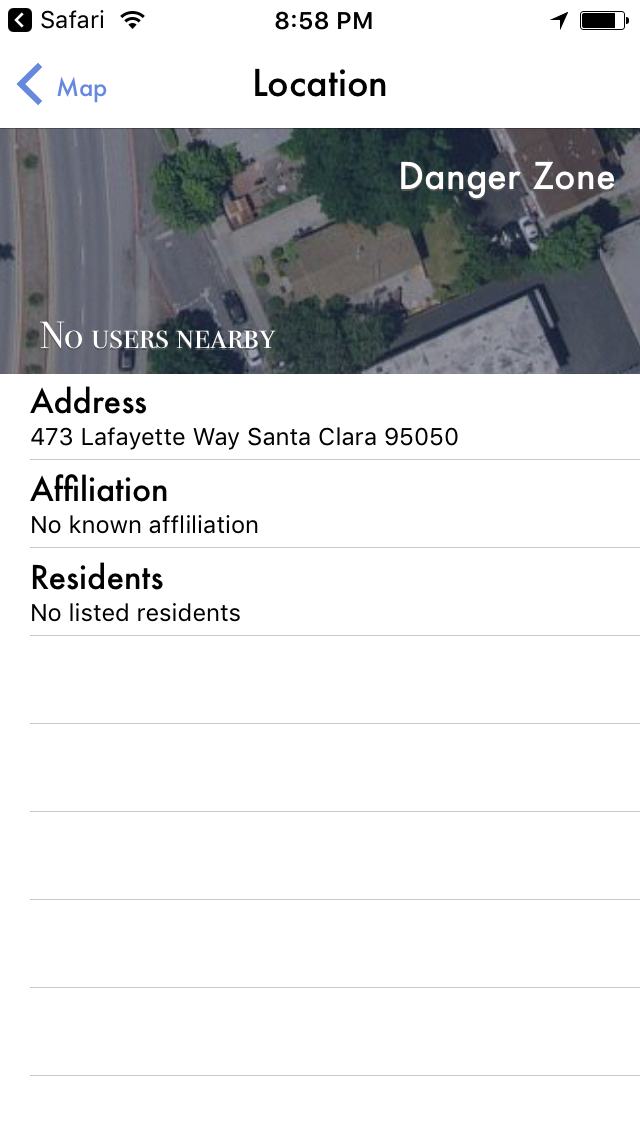 Safari 8:58 PM
Map Location
Danger Zone
No users nearby
Address
473 Lafayette Way Santa Clara 95050
Affiliation
No known affliliation
Residents
No listed residents